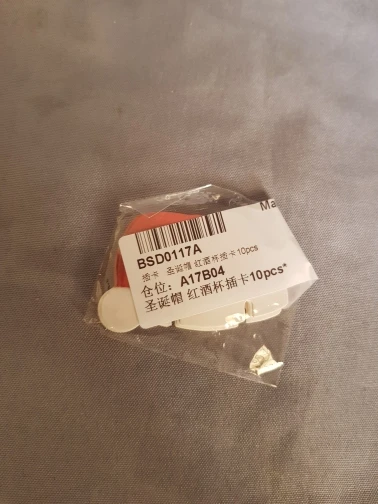 Ma
BSD0117A
插卡 圣诞帽 红酒杯插卡10pcs
仓位：A17B04
圣诞帽 红酒杯插卡10pcs*